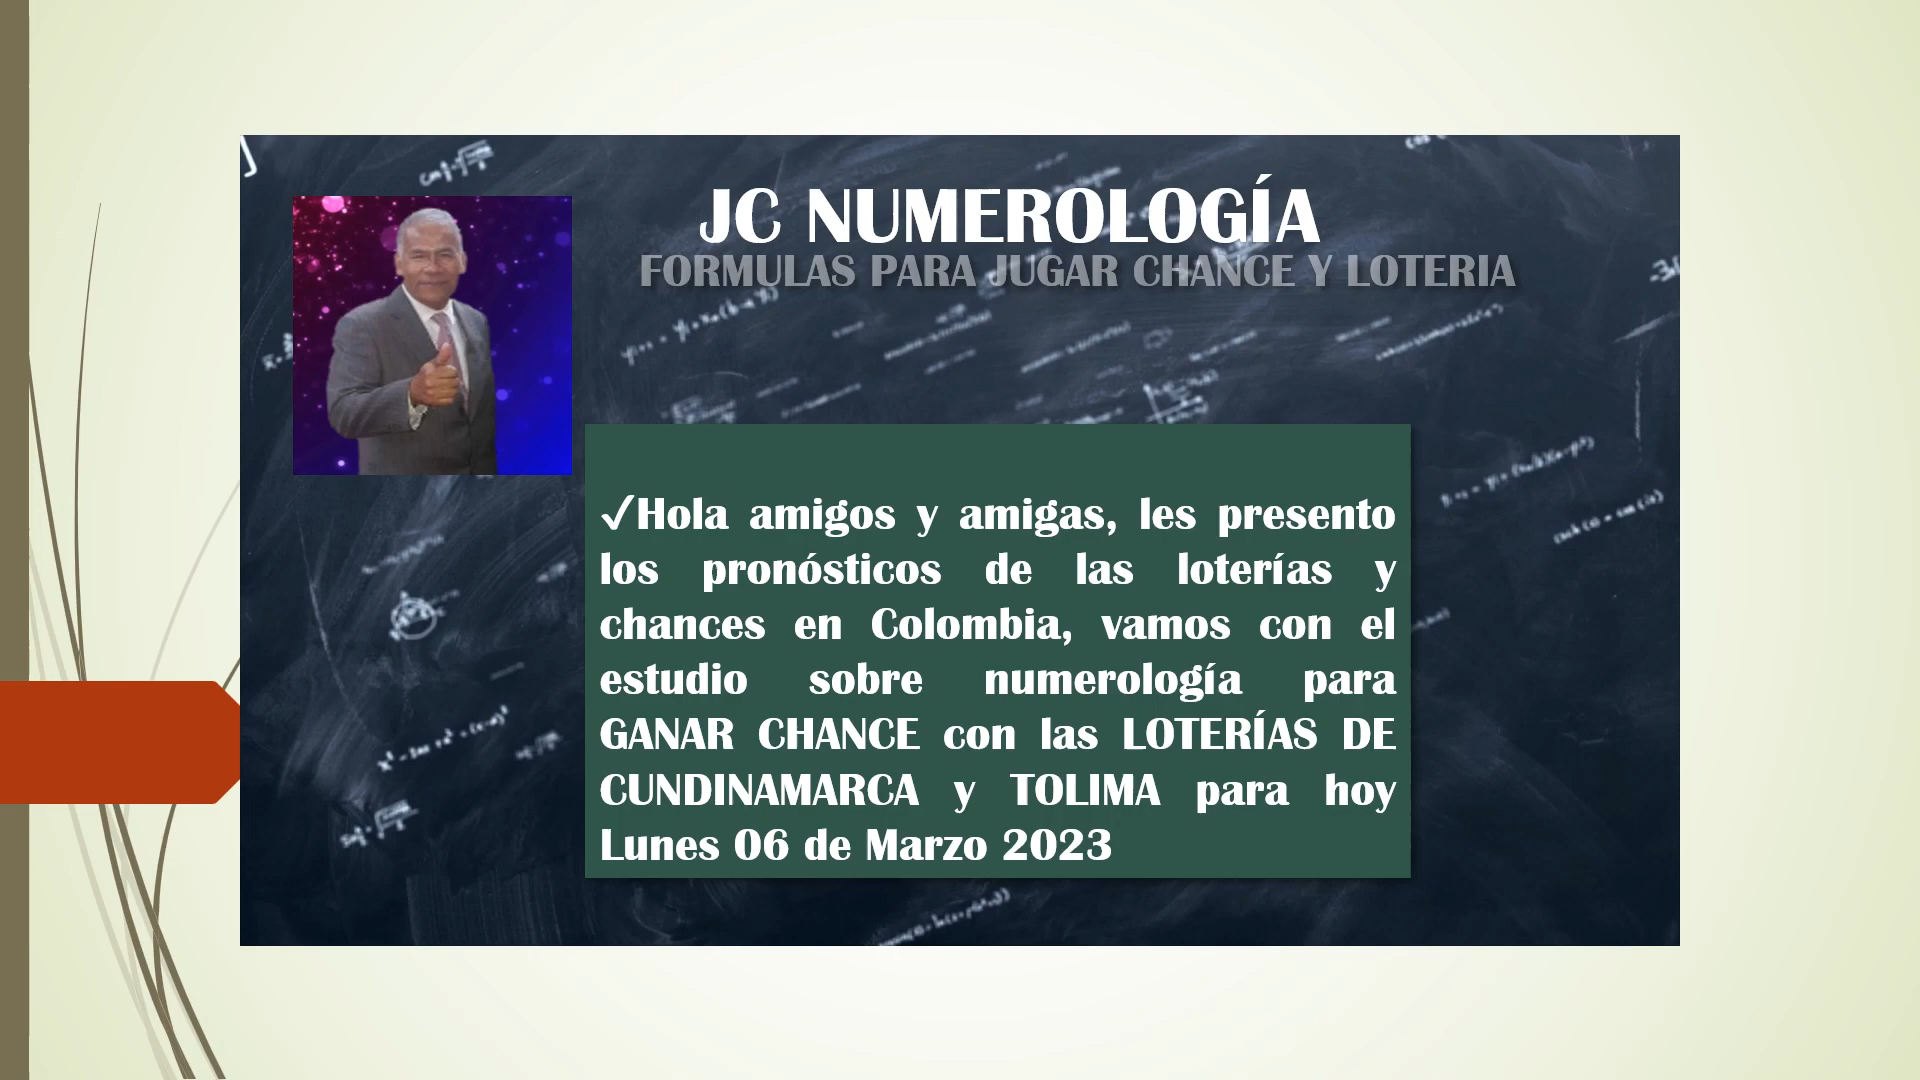 JC NUMEROLOGÍA
FORMULAS PARA JUGAR CHANCE Y LOTERIA
✓Hola amigos y amigas, les presento
los pronósticos de las loterías y
chances en Colombia, vamos con el
estudio sobre numerología para
GANAR CHANCE con las LOTERÍAS DE
CUNDINAMARCA y TOLIMA para hoy
Lunes 06 de Marzo 2023